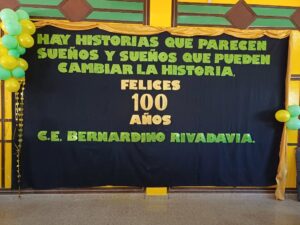 HAY HISTORIAS QUE PARECEN
SUEÑOS Y SUEÑOS QUE PUEDEN
CAMBIAR LA HISTORIA.
FELICES
100
AÑOS
C.E. BERNARDINO RIVADAVIA.